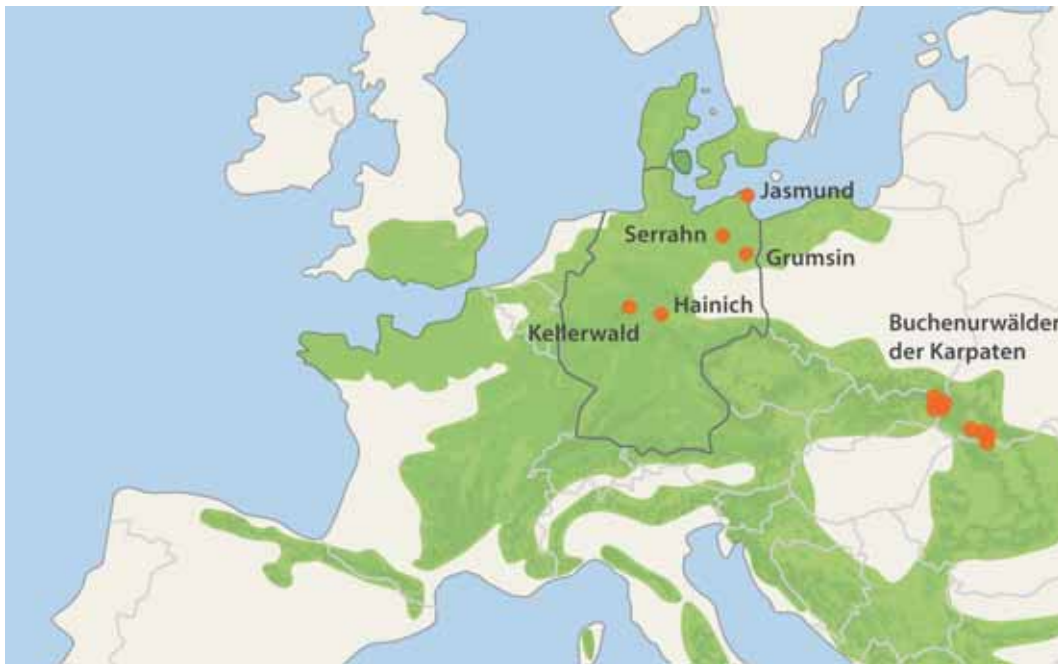 Jasmund
Serrahn
Grumsin
Hainich
Kellerwald
Buchenurwälder
der Karpaten